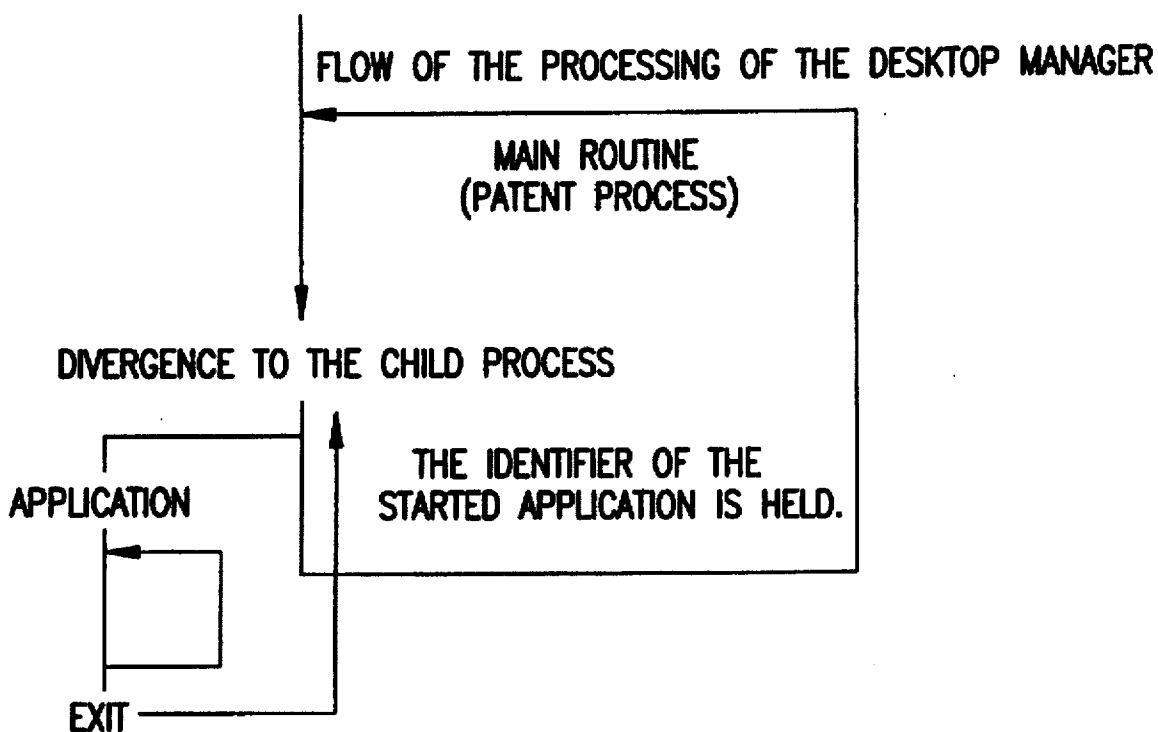 FLOW OF THE PROCESSING OF THE DESKTOP MANAGER
MAIN ROUTINE
(PATENT PROCESS)
DIVERGENCE TO THE CHILD PROCESS
THE IDENTIFIER OF THE
STARTED APPLICATION IS HELD.
APPLICATION
EXIT